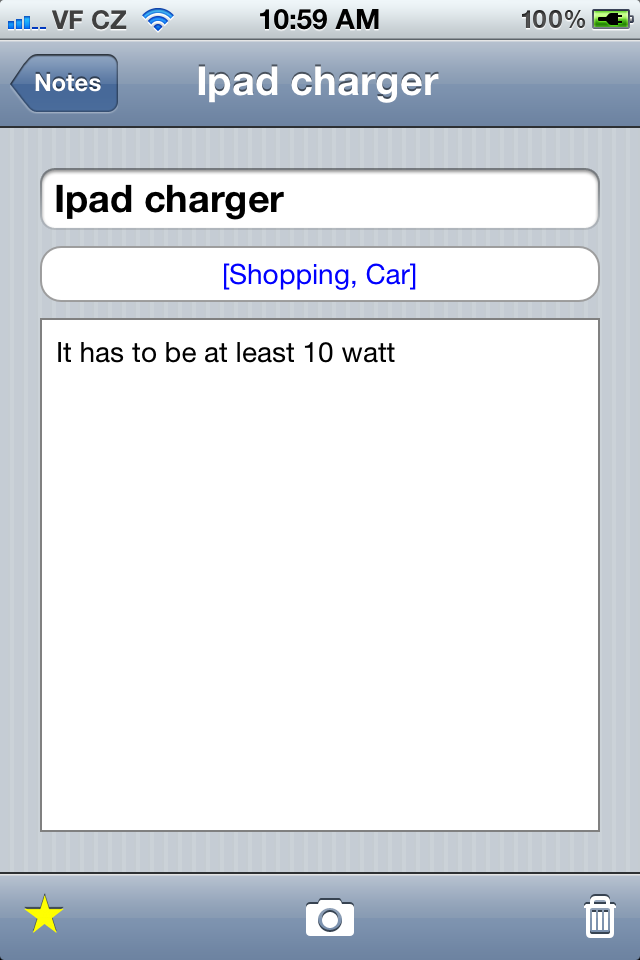 VF CZ 10:59 AM 100%
Notes Ipad charger
Ipad charger
[Shopping, Car]
It has to be at least 10 watt